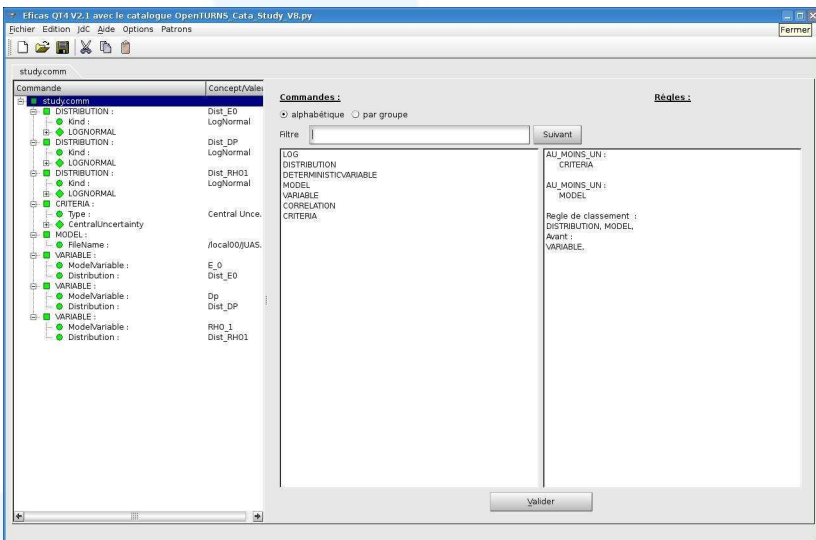 Eficas QT4 V2.1 avec le catalogue OpenTURNS_Cata_Study_V8.py
Fichier Edition JdC Aide Options Patrons
Fermer
study.comm
Commande Concept/Valeu
study.comm
DISTRIBUTION : Dist_E0
Kind : LogNormal
LOGNORMAL
DISTRIBUTION : Dist_DP
Kind : LogNormal
LOGNORMAL
DISTRIBUTION : Dist_RHO1
Kind : LogNormal
LOGNORMAL
CRITERIA :
Type : Central Unce.
CentralUncertainty
MODEL :
FileName : /local00/JUAS.
VARIABLE :
ModelVariable : E_0
Distribution : Dist_E0
VARIABLE :
ModelVariable : Dp
Distribution : Dist_DP
VARIABLE :
ModelVariable : RHO_1
Distribution : Dist_RHO1
Commandes :
alphabétique par groupe
Filtre
Suivant
LOG
DISTRIBUTION
DETERMINISTICVARIABLE
MODEL
VARIABLE
CORRELATION
CRITERIA
Règles :
AU_MOINS_UN :
CRITERIA
AU_MOINS_UN :
MODEL
Regle de classement :
DISTRIBUTION, MODEL,
Avant :
VARIABLE,
Valider